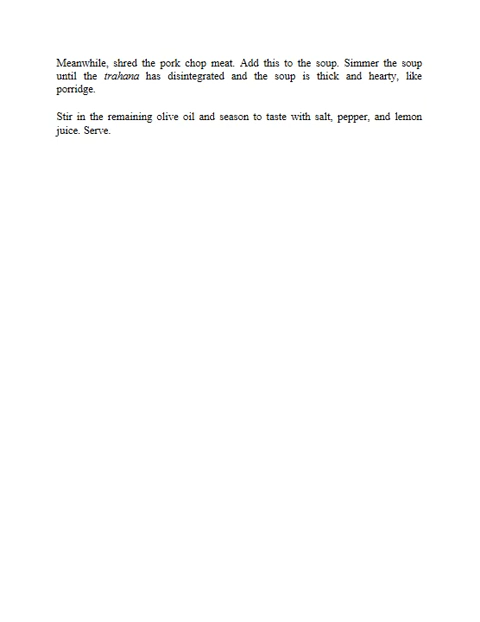 Meanwhile, shred the pork chop meat. Add this to the soup. Simmer the soup
until the trahana has disintegrated and the soup is thick and hearty, like
porridge.
Stir in the remaining olive oil and season to taste with salt, pepper, and lemon
juice. Serve.